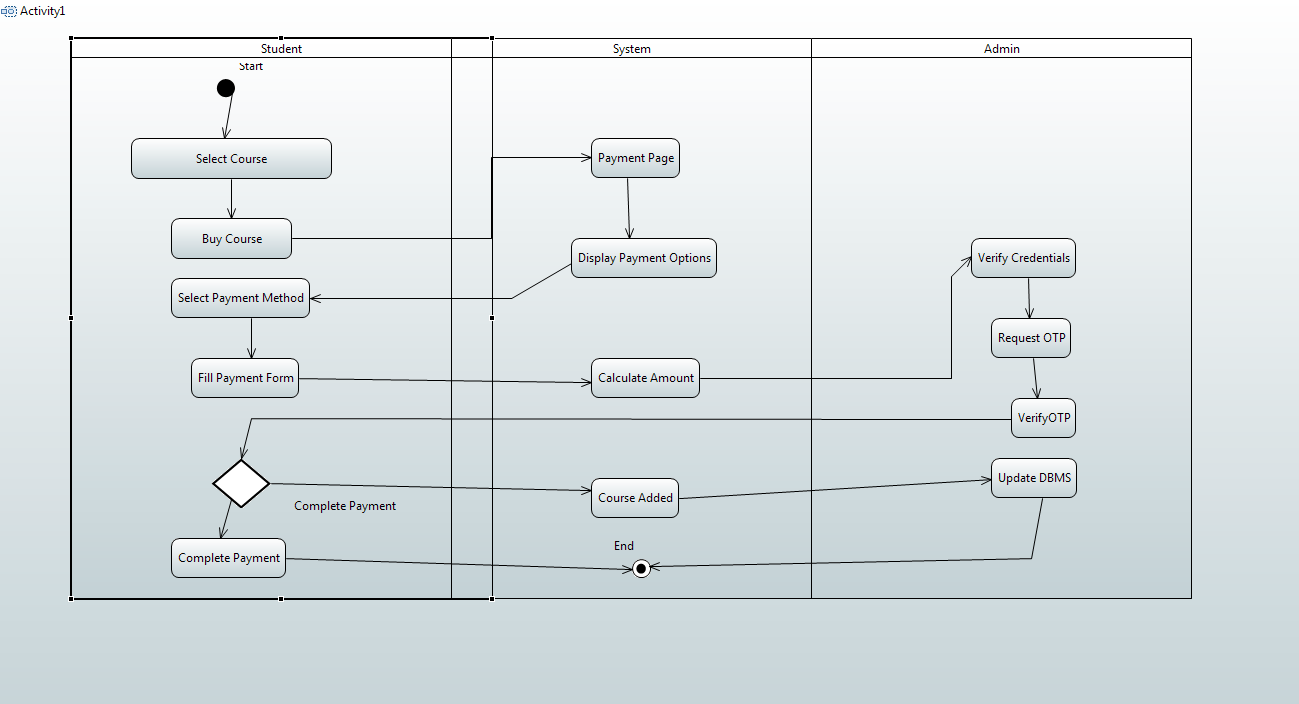 Activity1
Student
System
Admin
Start
Select Course
Payment Page
Buy Course
Display Payment Options
Verify Credentials
Select Payment Method
Request OTP
Fill Payment Form
Calculate Amount
VerifyOTP
Update DBMS
Course Added
Complete Payment
End
Complete Payment